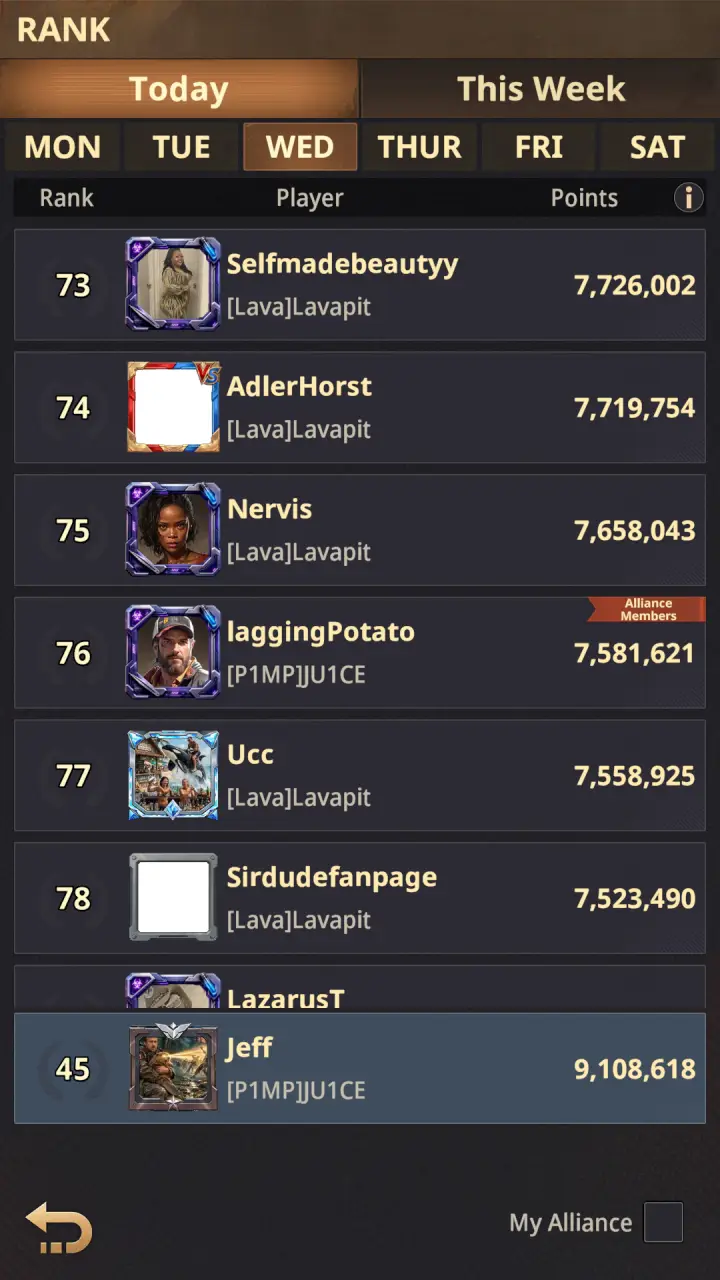 RANK
Today
This Week
MON
TUE
WED
THUR
FRI
SAT
Rank
Player
Points
73
Selfmadebeautyy
[Lava]Lavapit
7,726,002
74
VS
AdlerHorst
[Lava]Lavapit
7,719,754
75
Nervis
[Lava]Lavapit
7,658,043
Alliance
Members
76
laggingPotato
[P1MP]JU1CE
7,581,621
77
Ucc
[Lava]Lavapit
7,558,925
78
Sirdudefanpage
[Lava]Lavapit
7,523,490
LazarusT
45
Jeff
[P1MP]JU1CE
9,108,618
My Alliance